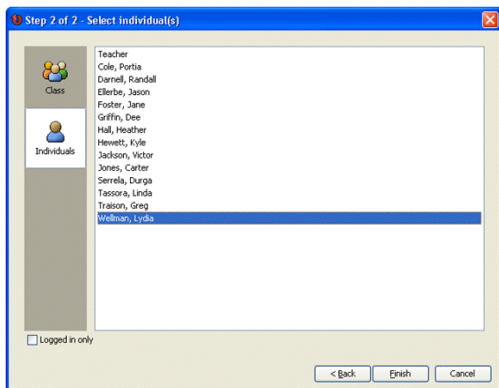 Step 2 of 2 - Select individual(s)
Class
Individuals
Teacher
Cole, Portia
Darnell, Randall
Ellerbe, Jason
Foster, Jane
Griffin, Dee
Hall, Heather
Hewett, Kyle
Jackson, Victor
Jones, Carter
Serrela, Durga
Tassora, Linda
Traison, Greg
Wellman, Lydia
Logged in only
< Back
Finish
Cancel